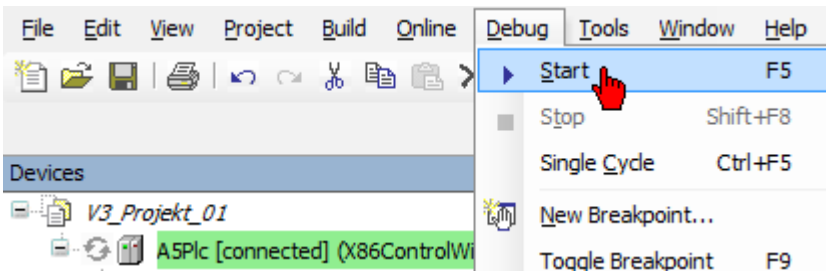 File Edit View Project Build Online Debug Tools Window Help
Start F5
Stop Shift+F8
Single Cycle Ctrl+F5
Devices
V3_Projekt_01
New Breakpoint...
A5Plc [connected] (X86ControlWi
Toggle Breakpoint F9